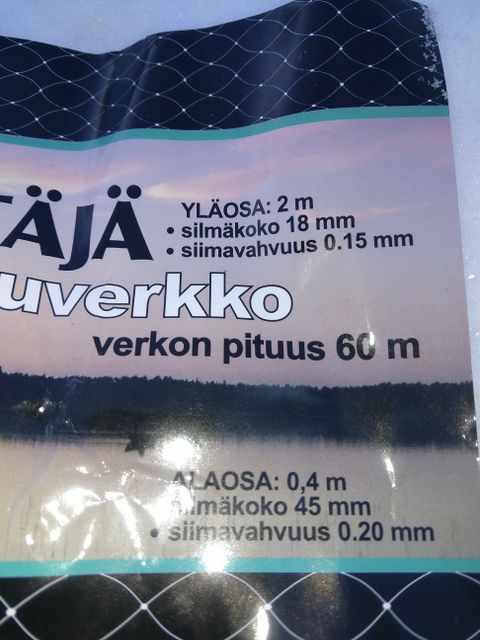 TÄJÄ
YLÄOSA: 2 m
• silmäkoko 18 mm
• siimavahvuus 0.15 mm
uverkko
verkon pituus 60 m
ALAOSA: 0,4 m
silmäkoko 45 mm
• siimavahvuus 0.20 mm